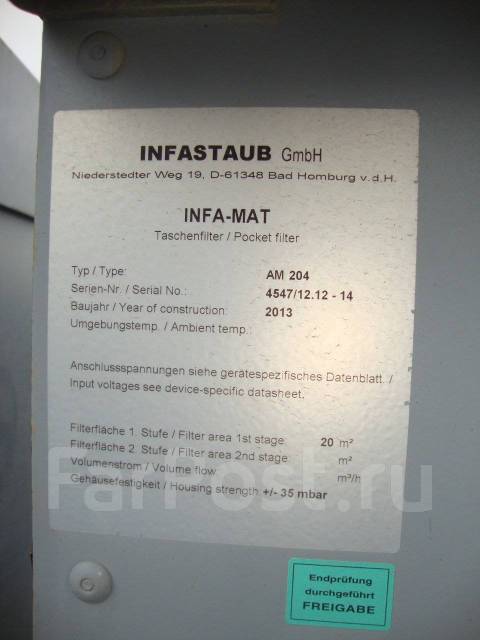 INFASTAUB GmbH
Niederstedter Weg 19, D-61348 Bad Homburg v.d.H.
INFA-MAT
Taschenfilter / Pocket filter
Typ / Type: AM 204
Serien-Nr. / Serial No.: 4547/12.12 - 14
Baujahr / Year of construction: 2013
Umgebungstemp. / Ambient temp.:
Anschlussspannungen siehe gerätespezifisches Datenblatt. /
Input voltages see device-specific datasheet.
Filterfläche 1. Stufe / Filter area 1st stage: 20 m²
Filterfläche 2. Stufe / Filter area 2nd stage: m²
Volumenstrom / Volume flow: m³/h
Gehäusefestigkeit / Housing strength +/- 35 mbar
FarPost.ru
Endprüfung
durchgeführt
FREIGABE